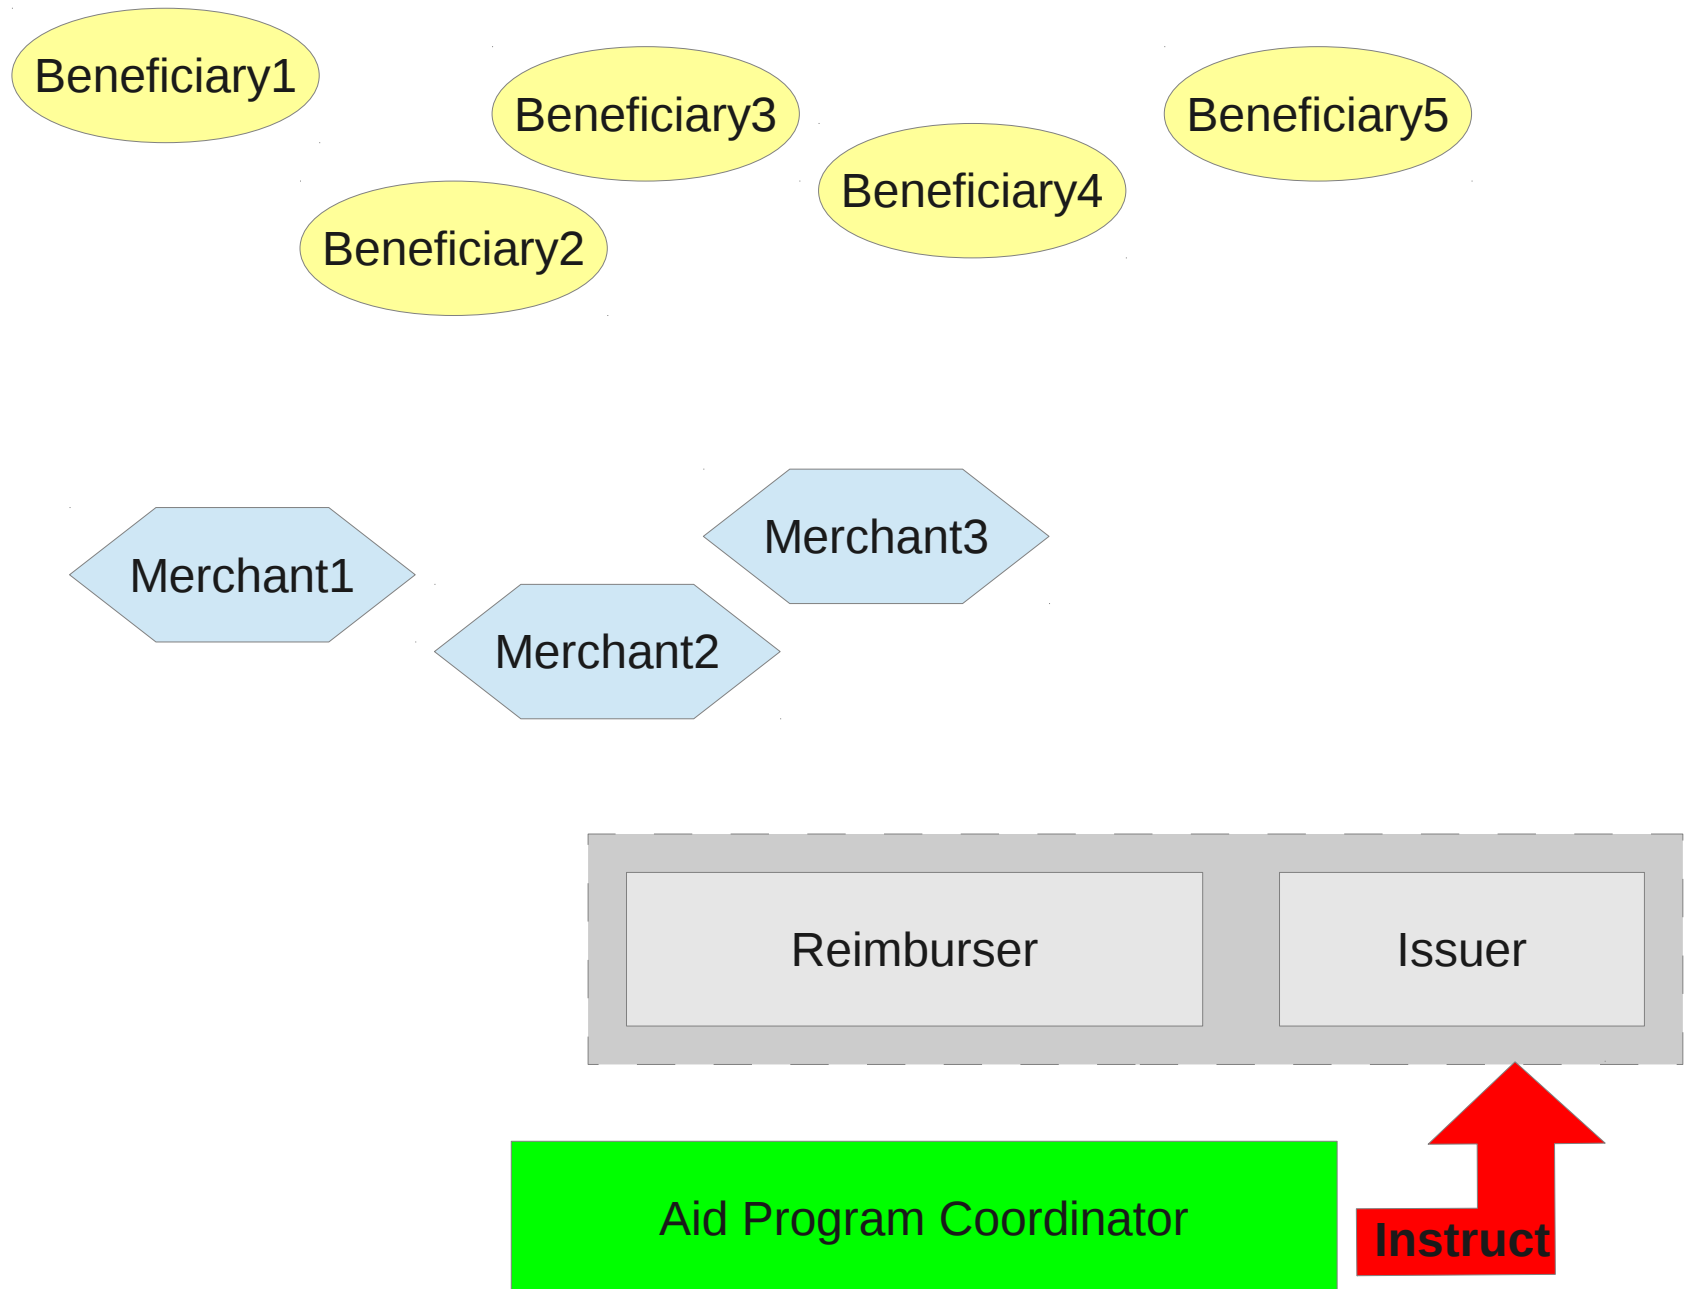 Beneficiary1
Beneficiary3
Beneficiary5
Beneficiary4
Beneficiary2
Merchant3
Merchant1
Merchant2
Reimburser
Issuer
Aid Program Coordinator
Instruct